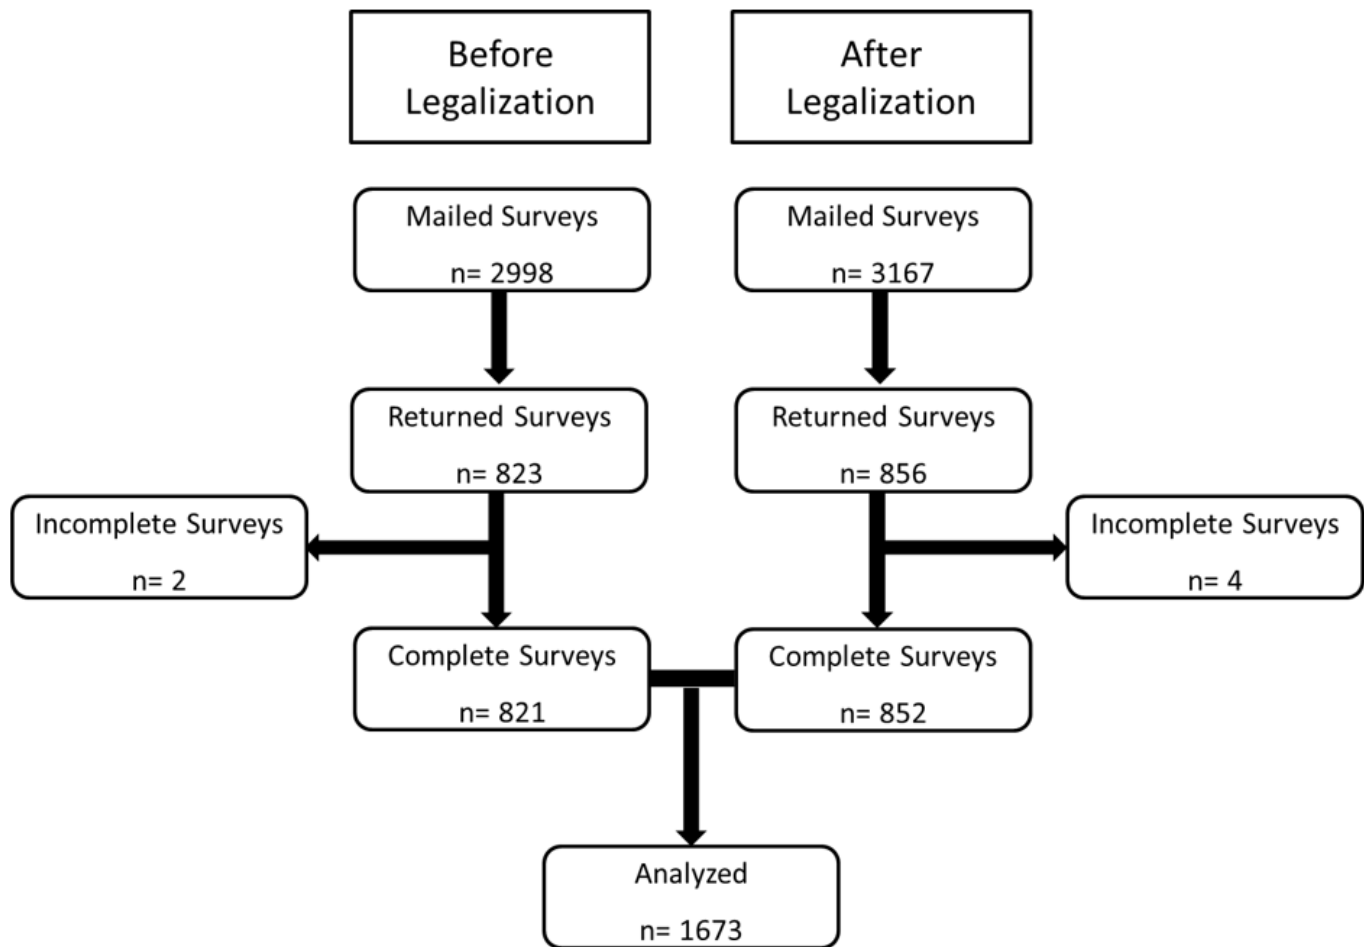 Before
Legalization
After
Legalization
Mailed Surveys
n= 2998
Mailed Surveys
n= 3167
Returned Surveys
n= 823
Returned Surveys
n= 856
Incomplete Surveys
n= 2
Incomplete Surveys
n= 4
Complete Surveys
n= 821
Complete Surveys
n= 852
Analyzed
n= 1673